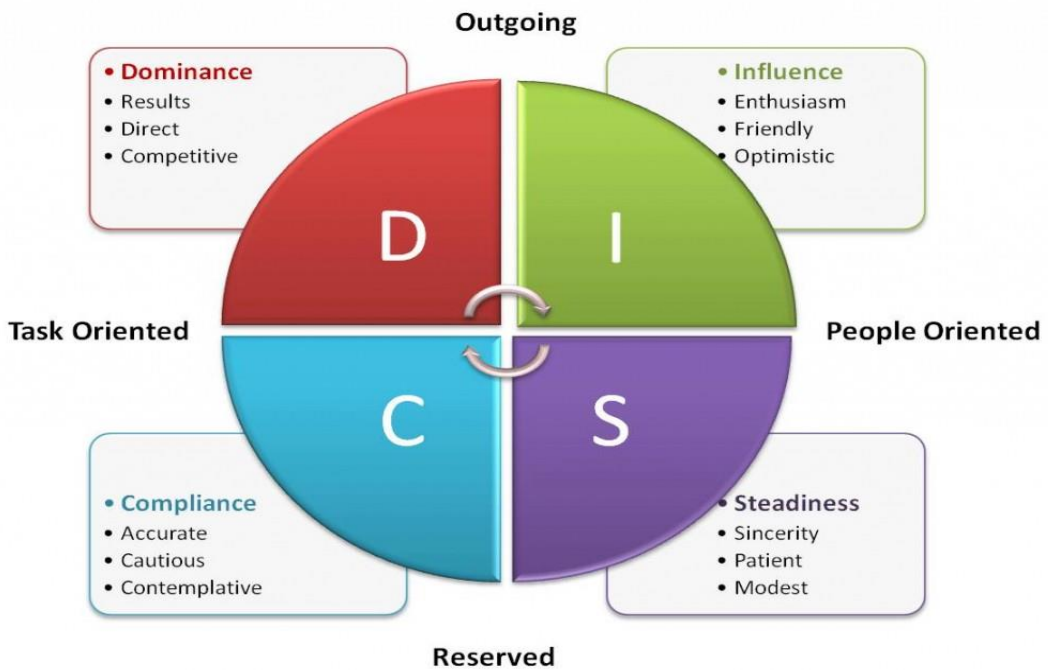 Outgoing
• Dominance
• Results
• Direct
• Competitive
• Influence
• Enthusiasm
• Friendly
• Optimistic
D
I
Task Oriented
People Oriented
C
S
• Compliance
• Accurate
• Cautious
• Contemplative
• Steadiness
• Sincerity
• Patient
• Modest
Reserved